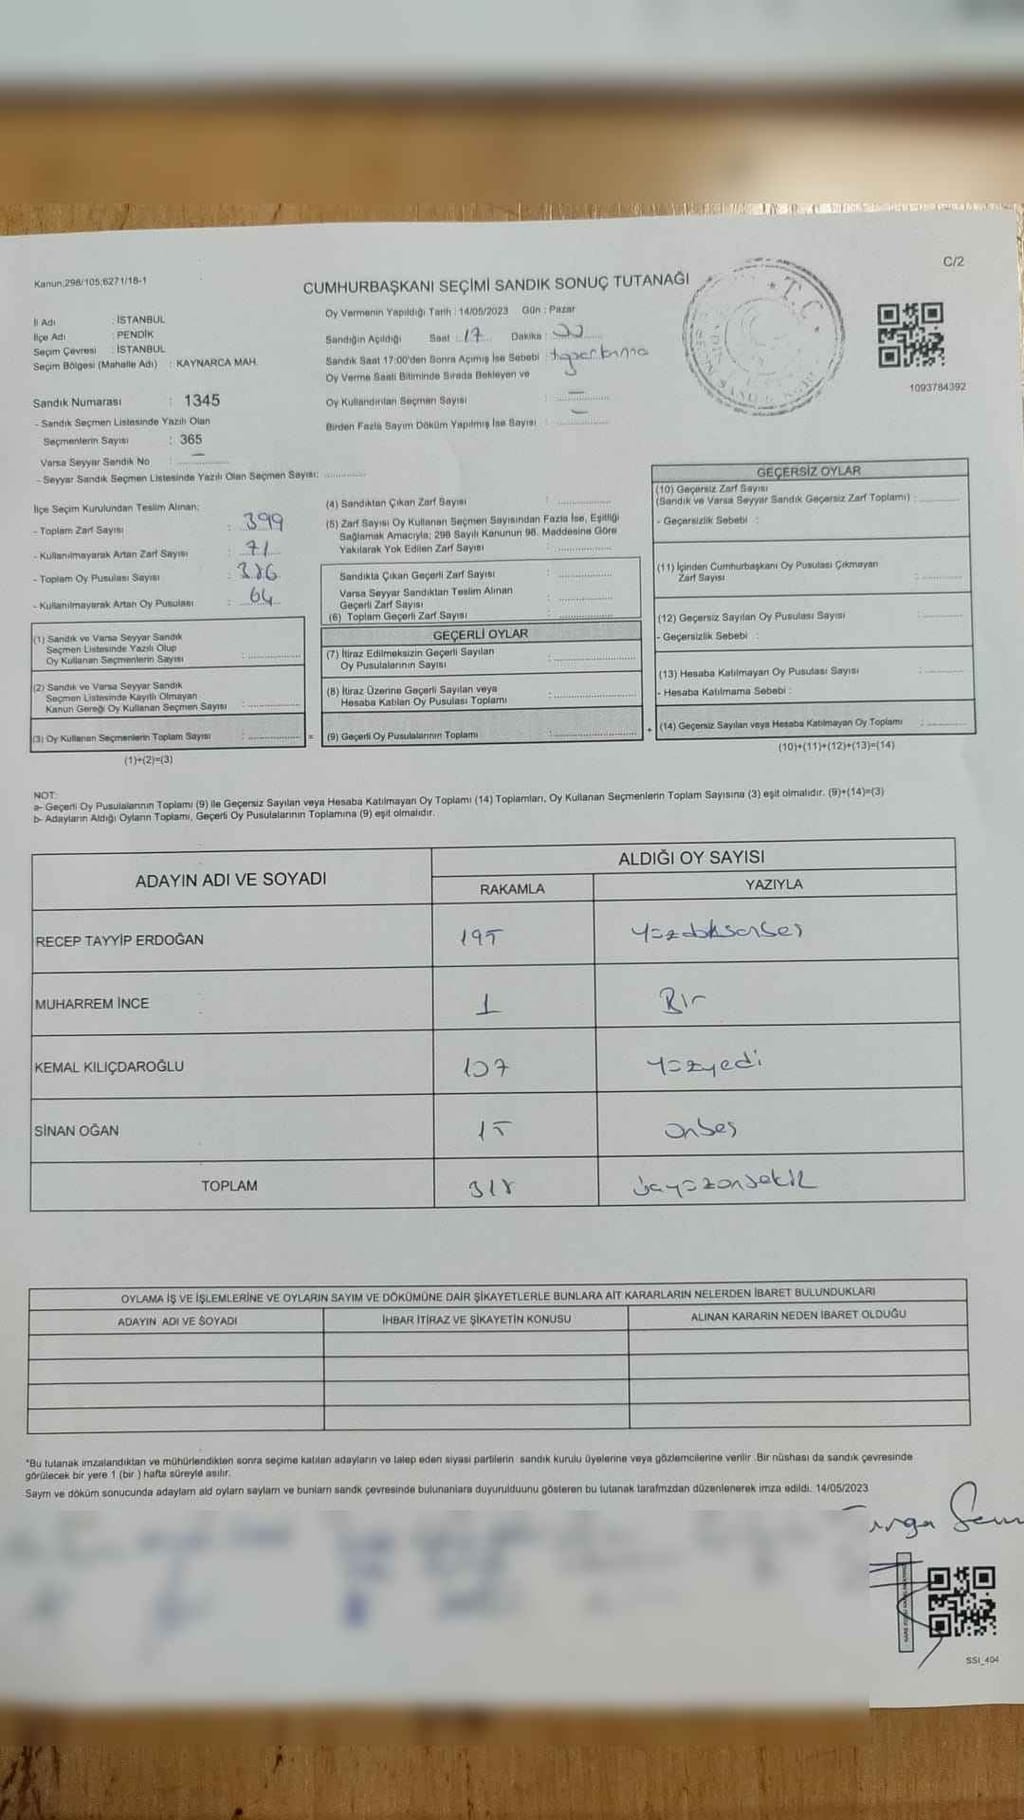 C/2
Kanun,298/105;6271/18-1
CUMHURBAŞKANI SEÇİMİ SANDIK SONUÇ TUTANAĞI
İl Adı : İSTANBUL
İlçe Adı : PENDİK
Seçim Çevresi : İSTANBUL
Seçim Bölgesi (Mahalle Adı) : KAYNARCA MAH.
Sandık Numarası : 1345
- Sandık Seçmen Listesinde Yazılı Olan
Seçmenlerin Sayısı : 365
Varsa Seyyar Sandık No : –
- Seyyar Sandık Seçmen Listesinde Yazılı Olan Seçmen Sayısı: ............
Oy Vermenin Yapıldığı Tarih : 14/05/2023 Gün : Pazar
Sandığın Açıldığı Saat : 17 Dakika :
Sandık Saat 17:00'den Sonra Açılmış İse Sebebi :
Oy Verme Saati Bitiminde Sırada Bekleyen ve
Oy Kullandırılan Seçmen Sayısı : –
Birden Fazla Sayım Döküm Yapılmış İse Sayısı : –
T.C.
1093784392
İlçe Seçim Kurulundan Teslim Alınan;
- Toplam Zarf Sayısı : 399
- Kullanılmayarak Artan Zarf Sayısı : 71
- Toplam Oy Pusulası Sayısı : 386
- Kullanılmayarak Artan Oy Pusulası : 64
(1) Sandık ve Varsa Seyyar Sandık
Seçmen Listesinde Yazılı Olup
Oy Kullanan Seçmenlerin Sayısı : ............
(2) Sandık ve Varsa Seyyar Sandık
Seçmen Listesinde Kayıtlı Olmayan
Kanun Gereği Oy Kullanan Seçmen Sayısı : ............
(3) Oy Kullanan Seçmenlerin Toplam Sayısı : ............
(1)+(2)=(3)
=
(4) Sandıktan Çıkan Zarf Sayısı : ............
(5) Zarf Sayısı Oy Kullanan Seçmen Sayısından Fazla İse, Eşitliği
Sağlamak Amacıyla; 298 Sayılı Kanunun 98. Maddesine Göre
Yakılarak Yok Edilen Zarf Sayısı : ............
Sandıkta Çıkan Geçerli Zarf Sayısı : ............
Varsa Seyyar Sandıktan Teslim Alınan
Geçerli Zarf Sayısı : ............
(6) Toplam Geçerli Zarf Sayısı : ............
GEÇERLİ OYLAR
(7) İtiraz Edilmeksizin Geçerli Sayılan
Oy Pusulalarının Sayısı : ............
(8) İtiraz Üzerine Geçerli Sayılan veya
Hesaba Katılan Oy Pusulası Toplamı : ............
(9) Geçerli Oy Pusulalarının Toplamı : ............
+
GEÇERSİZ OYLAR
(10) Geçersiz Zarf Sayısı
(Sandık ve Varsa Seyyar Sandık Geçersiz Zarf Toplamı) : ............
- Geçersizlik Sebebi :
(11) İçinden Cumhurbaşkanı Oy Pusulası Çıkmayan
Zarf Sayısı : ............
(12) Geçersiz Sayılan Oy Pusulası Sayısı : ............
- Geçersizlik Sebebi :
(13) Hesaba Katılmayan Oy Pusulası Sayısı : ............
- Hesaba Katılmama Sebebi :
(14) Geçersiz Sayılan veya Hesaba Katılmayan Oy Toplamı : ............
(10)+(11)+(12)+(13)=(14)
NOT:
a- Geçerli Oy Pusulalarının Toplamı (9) ile Geçersiz Sayılan veya Hesaba Katılmayan Oy Toplamı (14) Toplamları, Oy Kullanan Seçmenlerin Toplam Sayısına (3) eşit olmalıdır. (9)+(14)=(3)
b- Adayların Aldığı Oyların Toplamı, Geçerli Oy Pusulalarının Toplamına (9) eşit olmalıdır.
ADAYIN ADI VE SOYADI ALDIĞI OY SAYISI
RAKAMLA YAZIYLA
RECEP TAYYİP ERDOĞAN 195 yüzdoksanbeş
MUHARREM İNCE 1 Bir
KEMAL KILIÇDAROĞLU 107 yüzyedi
SİNAN OĞAN 15 onbeş
TOPLAM 318 üçyüzonsekiz
OYLAMA İŞ VE İŞLEMLERİNE VE OYLARIN SAYIM VE DÖKÜMÜNE DAİR ŞİKAYETLERLE BUNLARA AİT KARARLARIN NELERDEN İBARET BULUNDUKLARI
ADAYIN ADI VE SOYADI İHBAR İTİRAZ VE ŞİKAYETİN KONUSU ALINAN KARARIN NEDEN İBARET OLDUĞU
*Bu tutanak imzalandıktan ve mühürlendikten sonra seçime katılan adayların ve talep eden siyasi partilerin sandık kurulu üyelerine veya gözlemcilerine verilir. Bir nüshası da sandık çevresinde
görülecek bir yere 1 (bir ) hafta süreyle asılır.
Sayım ve döküm sonucunda adayların aldı oyların sayların ve bunların sandk çevresinde bulunanlara duyurulduunu gösteren bu tutanak tarafmzdan düzenlenerek imza edildi. 14/05/2023
SSI_404